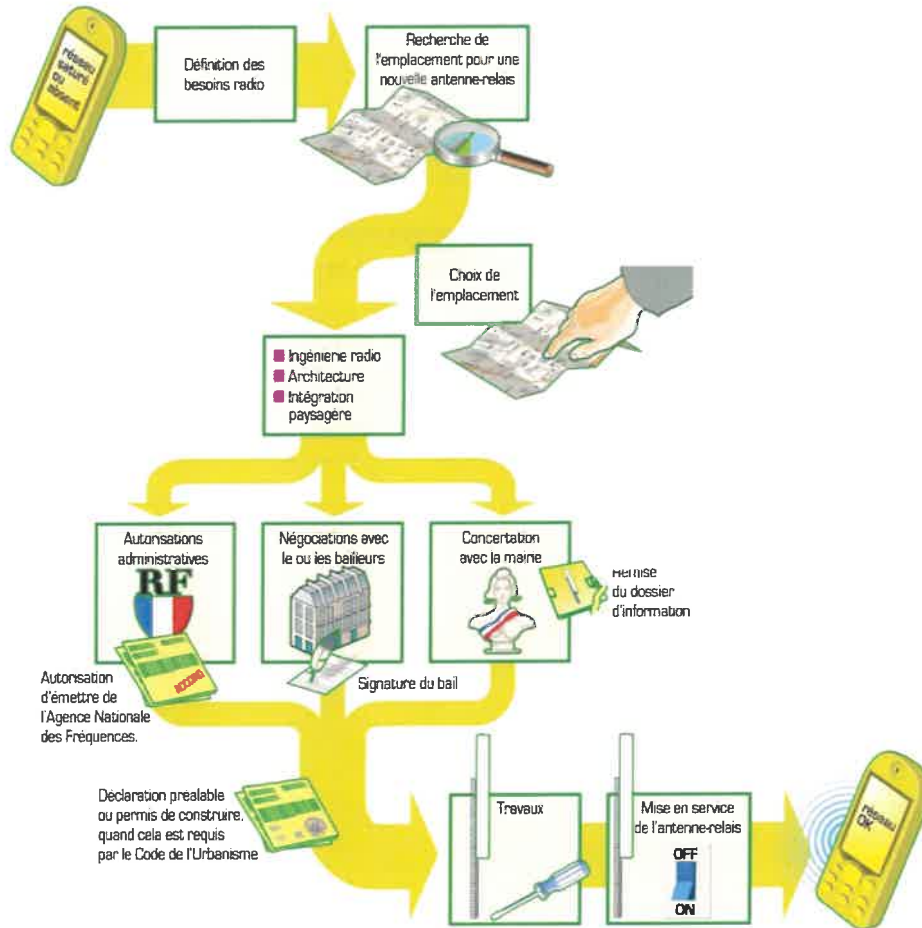 réseau
saturé
ou
absent
Définition des
besoins radio
Recherche de
l'emplacement pour une
nouvelle antenne-relais
Choix de
l'emplacement
Ingénierie radio
Architecture
Intégration
paysagère
Autorisations
administratives
RF
ACCORD
Autorisation
d'émettre de
l'Agence Nationale
des Fréquences.
Négociations avec
le ou les bailleurs
Signature du bail
Concertation
avec la mairie
Remise
du dossier
d'information
Déclaration préalable
ou permis de construire,
quand cela est requis
par le Code de l'Urbanisme
Travaux
Mise en service
de l'antenne-relais
OFF
ON
réseau
OK